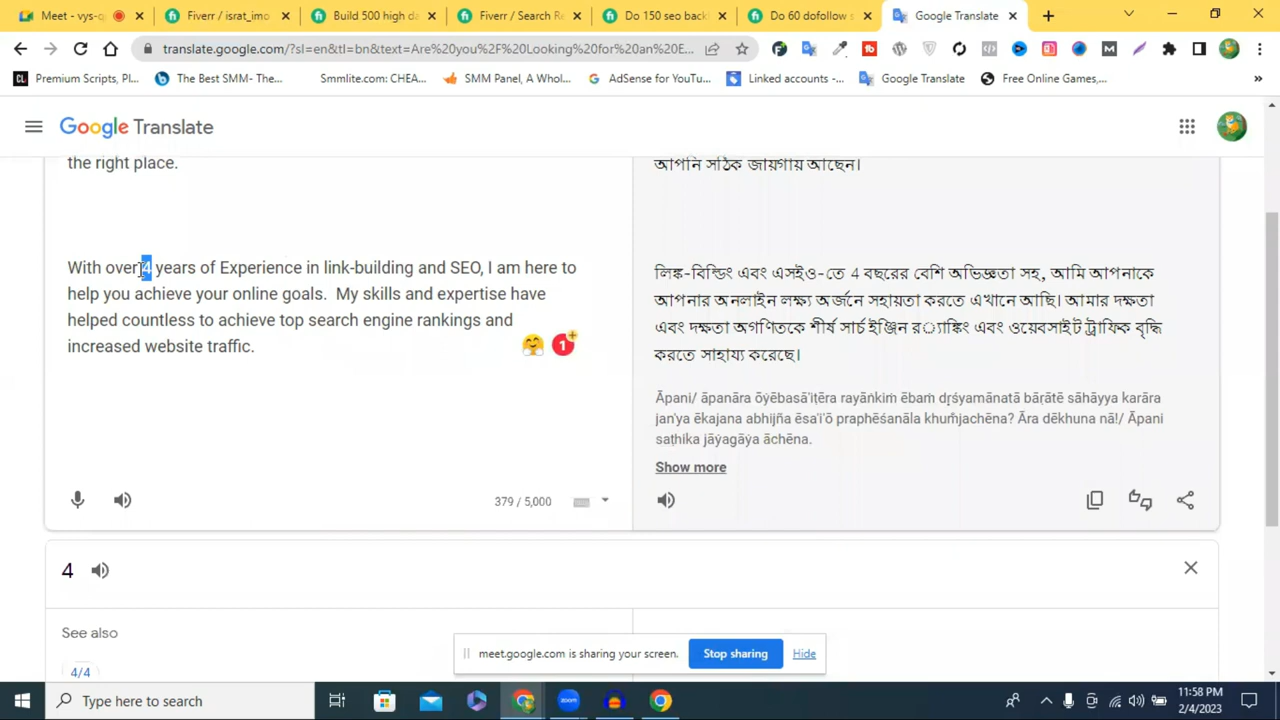 Meet - vys-q
Fiverr / israt_imo
Build 500 high da
Fiverr / Search Re
Do 150 seo back
Do 60 dofollow s
Google Translate
translate.google.com/?sl=en&tl=bn&text=Are%20you%2F%20Looking%20for%20an%20E...
Premium Scripts, Pl...
The Best SMM- The...
Smmlite.com: CHEA...
SMM Panel, A Whol...
AdSense for YouTu...
Linked accounts -...
Google Translate
Free Online Games,...
»
Google Translate
the right place.
আপনি সঠিক জায়গায় আছেন।
With over 4 years of Experience in link-building and SEO, I am here to
help you achieve your online goals.  My skills and expertise have
helped countless to achieve top search engine rankings and
increased website traffic.
1
লিঙ্ক-বিল্ডিং এবং এসইও-তে 4 বছরের বেশি অভিজ্ঞতা সহ, আমি আপনাকে
আপনার অনলাইন লক্ষ্য অর্জনে সহায়তা করতে এখানে আছি। আমার দক্ষতা
এবং দক্ষতা অগণিতকে শীর্ষ সার্চ ইঞ্জিন র‌্যাঙ্কিং এবং ওয়েবসাইট ট্রাফিক বৃদ্ধি
করতে সাহায্য করেছে।
Āpani/ āpanāra ōẏēbasā'iṭēra rayāṅkiṁ ēbaṁ dr̥śyamānatā bāṛātē sāhāyya karāra
jan'ya ēkajana abhijña ēsa'i'ō praphēśanāla khum̐jachēna? Āra dēkhuna nā!/ Āpani
saṭhika jāẏagāẏa āchēna.
Show more
379 / 5,000
4
See also
4/4
meet.google.com is sharing your screen.
Stop sharing
Hide
Type here to search
11:58 PM
2/4/2023